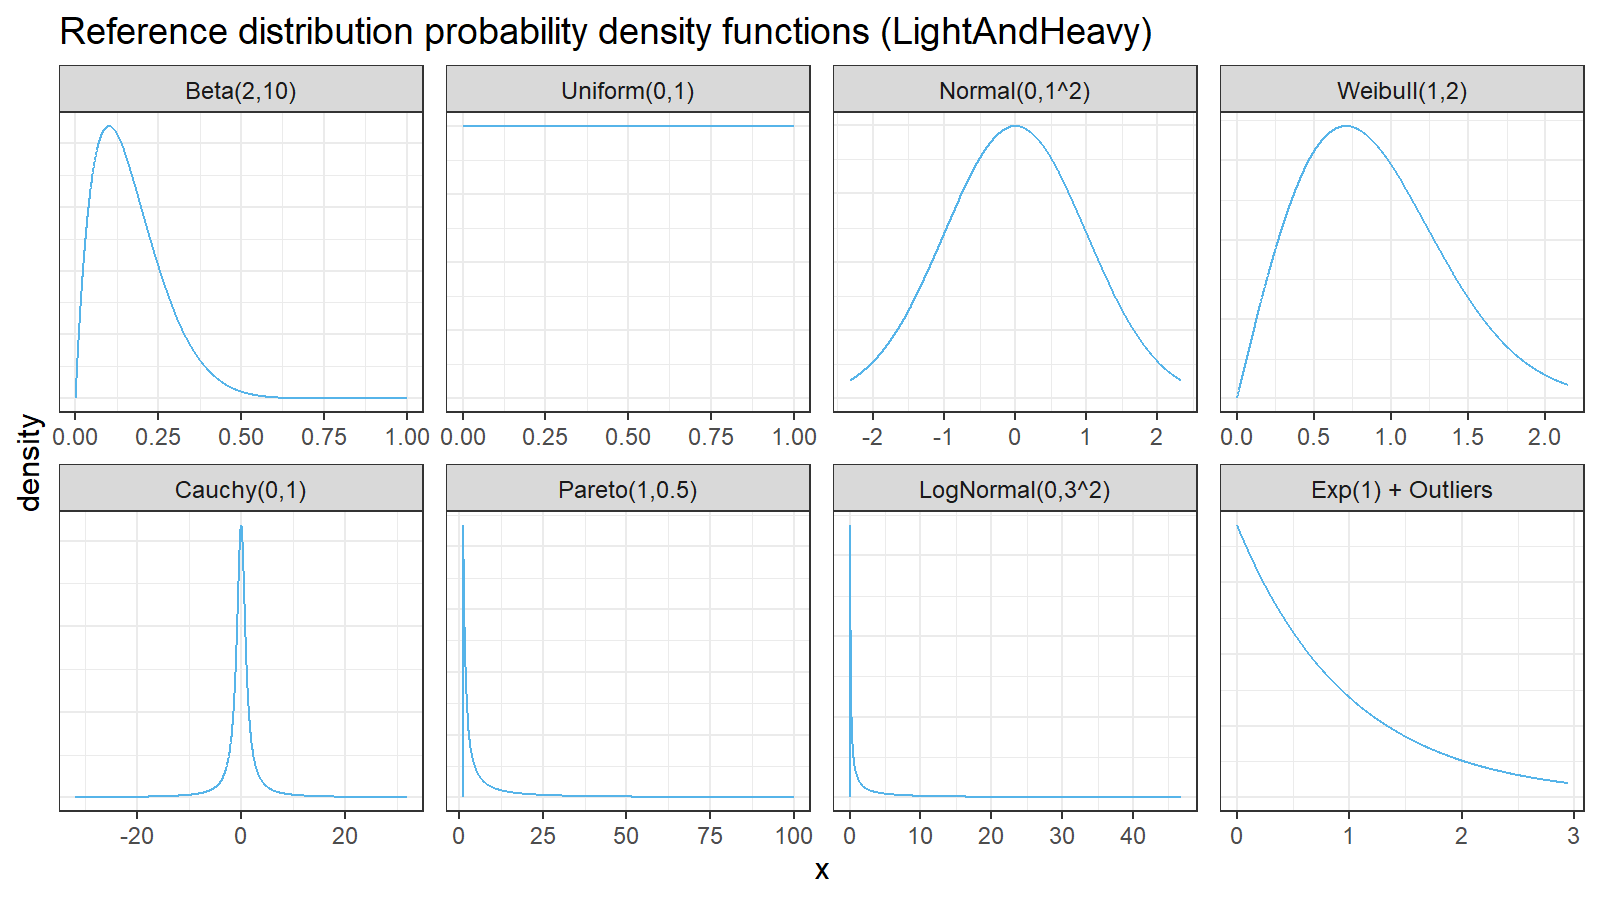 Reference distribution probability density functions (LightAndHeavy)
Beta(2,10) Uniform(0,1) Normal(0,1^2) Weibull(1,2)
0.00 0.25 0.50 0.75 1.00 0.00 0.25 0.50 0.75 1.00 -2 -1 0 1 2 0.0 0.5 1.0 1.5 2.0
density
Cauchy(0,1) Pareto(1,0.5) LogNormal(0,3^2) Exp(1) + Outliers
-20 0 20 0 25 50 75 100 0 10 20 30 40 0 1 2 3
x